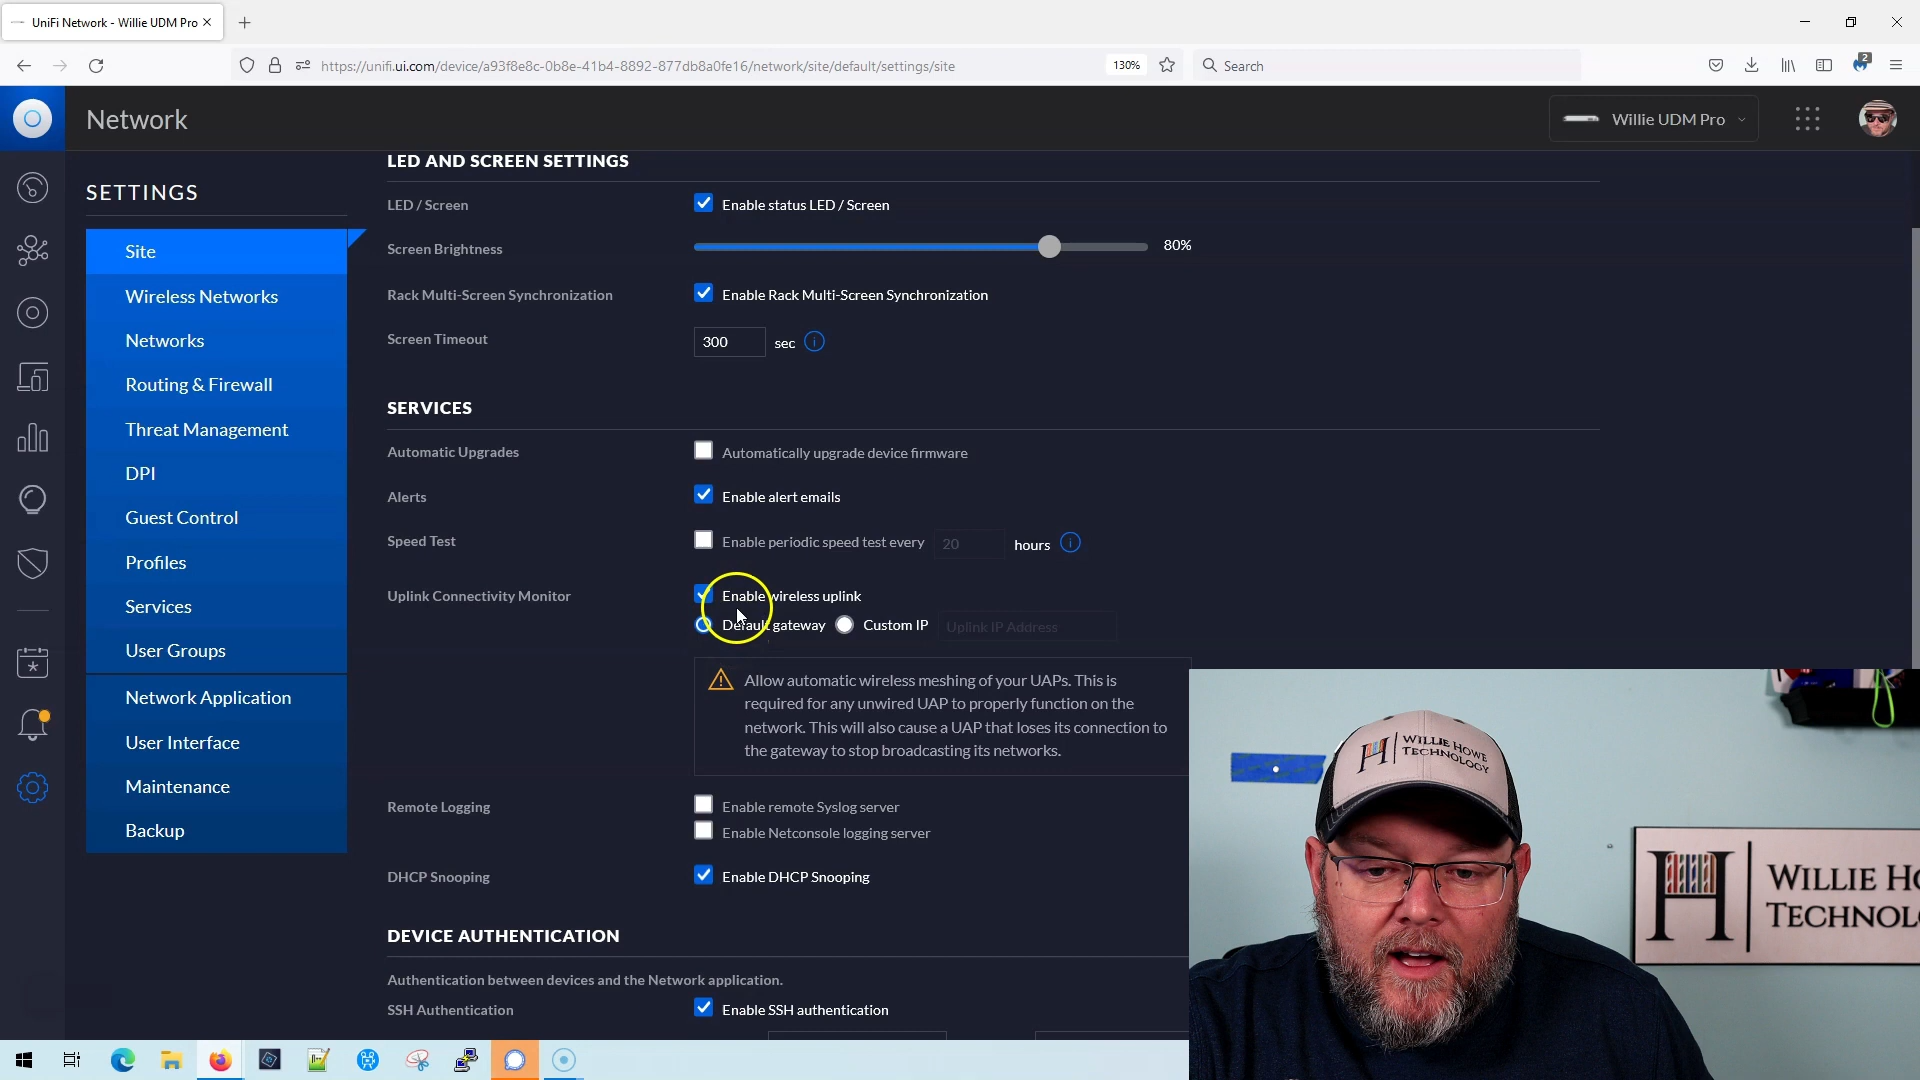 UniFi Network - Willie UDM Pro
https://unifi.ui.com/device/a93f8e8c-0b8e-41b4-8892-877db8a0fe16/network/site/default/settings/site
130%
Search
2
Network
Willie UDM Pro
SETTINGS
Site
Wireless Networks
Networks
Routing & Firewall
Threat Management
DPI
Guest Control
Profiles
Services
User Groups
Network Application
User Interface
Maintenance
Backup
LED AND SCREEN SETTINGS
LED / Screen
Enable status LED / Screen
Screen Brightness
80%
Rack Multi-Screen Synchronization
Enable Rack Multi-Screen Synchronization
Screen Timeout
300 sec
SERVICES
Automatic Upgrades
Automatically upgrade device firmware
Alerts
Enable alert emails
Speed Test
Enable periodic speed test every 20 hours
Uplink Connectivity Monitor
Enable wireless uplink
Default gateway Custom IP Uplink IP Address
Allow automatic wireless meshing of your UAPs. This is
required for any unwired UAP to properly function on the
network. This will also cause a UAP that loses its connection to
the gateway to stop broadcasting its networks.
Remote Logging
Enable remote Syslog server
Enable Netconsole logging server
DHCP Snooping
Enable DHCP Snooping
DEVICE AUTHENTICATION
Authentication between devices and the Network application.
SSH Authentication
Enable SSH authentication
H WILLIE HOWE
TECHNOLOGY
H WILLIE HO
TECHNOLO